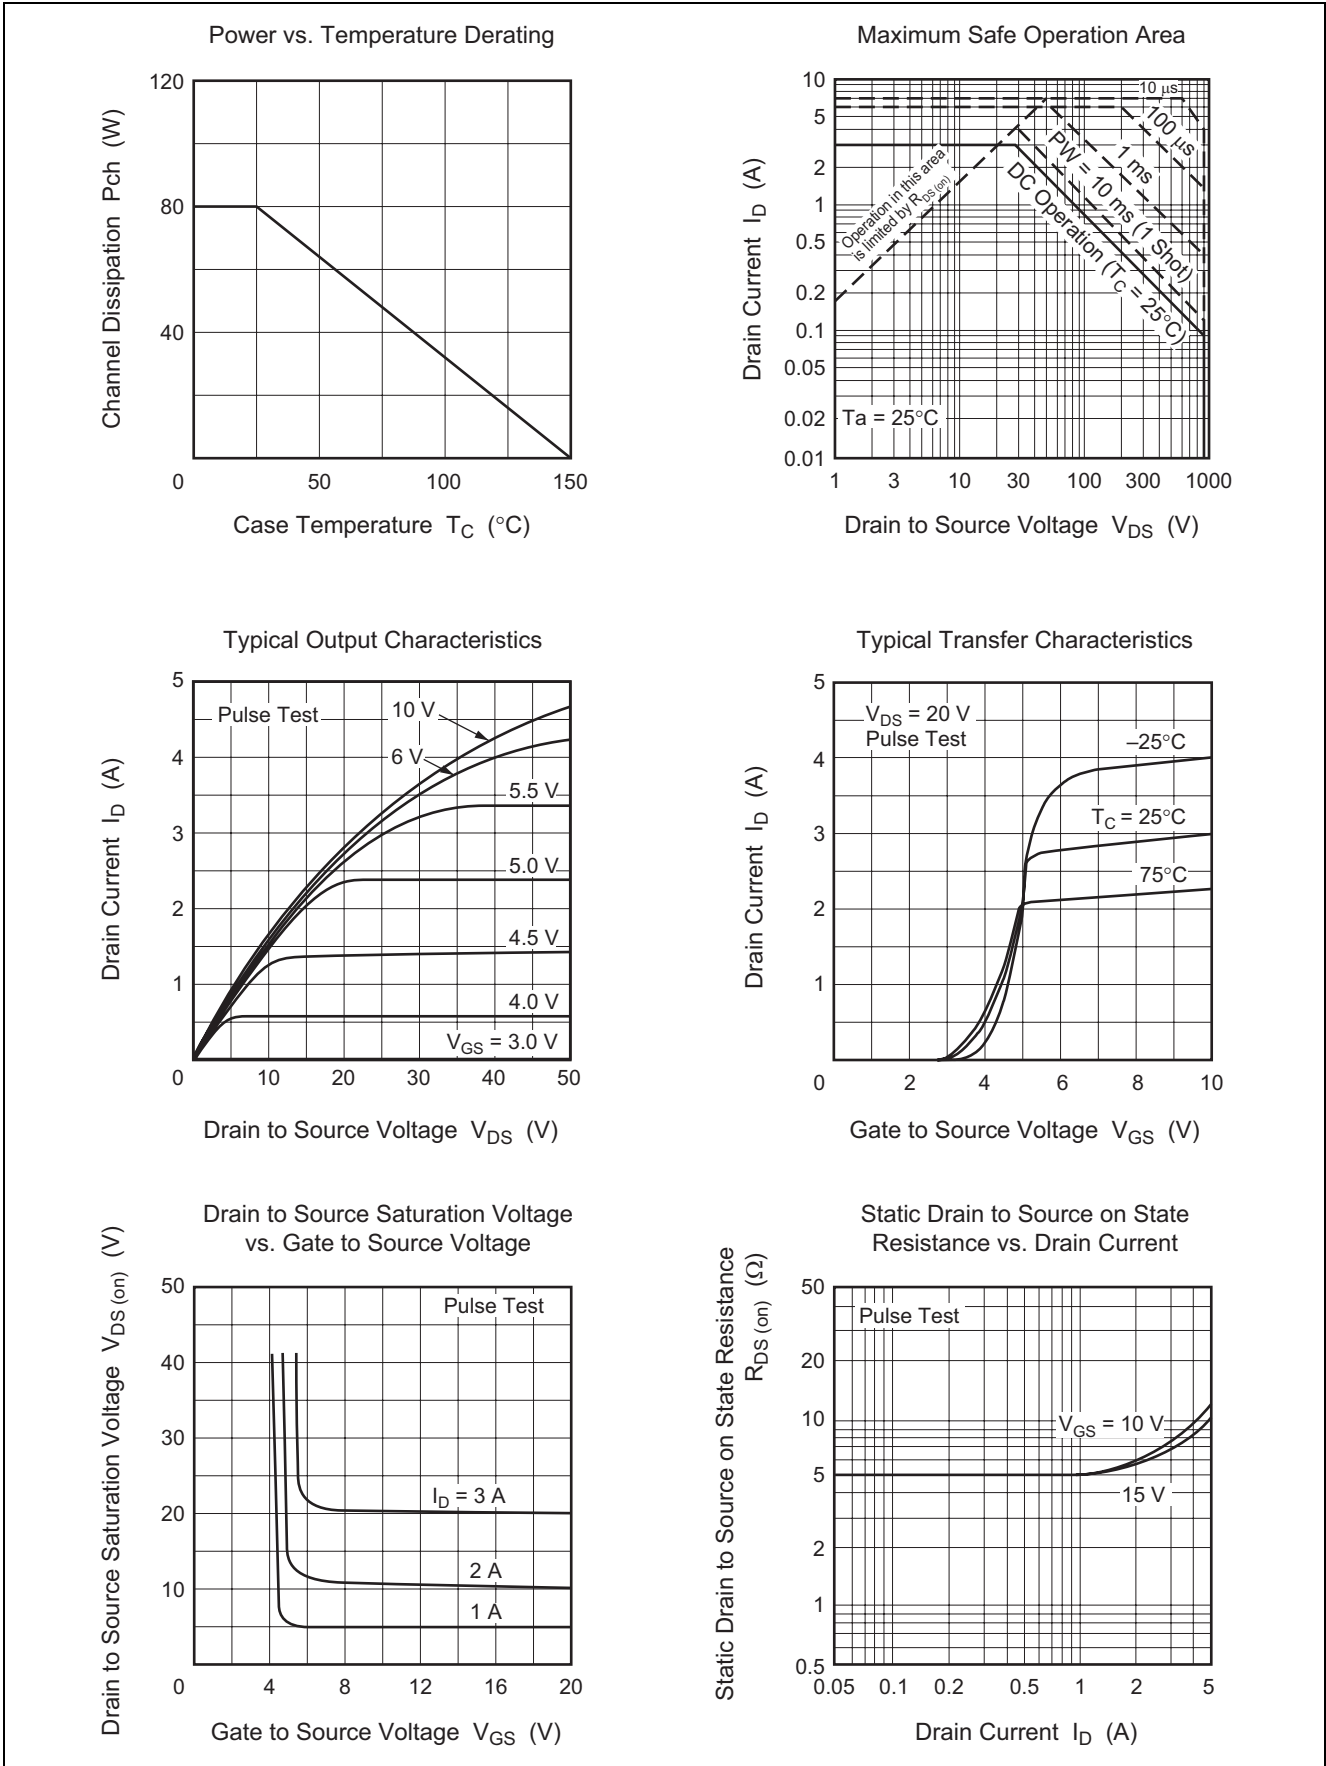 Power vs. Temperature Derating
Channel Dissipation Pch (W)
120
80
40
0
50
100
150
Case Temperature T_C (°C)
Maximum Safe Operation Area
Drain Current I_D (A)
10
5
2
1
0.5
0.2
0.1
0.05
0.02
0.01
10 μs
100 μs
1 ms
PW = 10 ms (1 Shot)
DC Operation (T_C = 25°C)
Operation in this area
is limited by R_DS (on)
Ta = 25°C
1
3
10
30
100
300
1000
Drain to Source Voltage V_DS (V)
Typical Output Characteristics
Drain Current I_D (A)
5
4
3
2
1
0
Pulse Test
10 V
6 V
5.5 V
5.0 V
4.5 V
4.0 V
V_GS = 3.0 V
10
20
30
40
50
Drain to Source Voltage V_DS (V)
Typical Transfer Characteristics
Drain Current I_D (A)
5
4
3
2
1
0
V_DS = 20 V
Pulse Test
–25°C
T_C = 25°C
75°C
2
4
6
8
10
Gate to Source Voltage V_GS (V)
Drain to Source Saturation Voltage
vs. Gate to Source Voltage
Drain to Source Saturation Voltage V_DS (on) (V)
50
40
30
20
10
0
Pulse Test
I_D = 3 A
2 A
1 A
4
8
12
16
20
Gate to Source Voltage V_GS (V)
Static Drain to Source on State
Resistance vs. Drain Current
Static Drain to Source on State Resistance
R_DS (on) (Ω)
50
20
10
5
2
1
0.5
Pulse Test
V_GS = 10 V
15 V
0.05
0.1
0.2
0.5
1
2
5
Drain Current I_D (A)